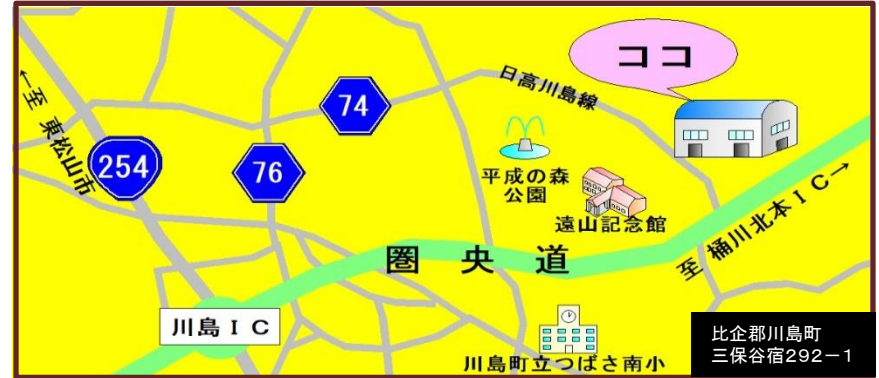 ココ
日高川島線
74
←至 東松山市
254
76
平成の森
公園
遠山記念館
圏央道
至 桶川北本IC→
川島IC
川島町立つばさ南小
比企郡川島町
三保谷宿292-1